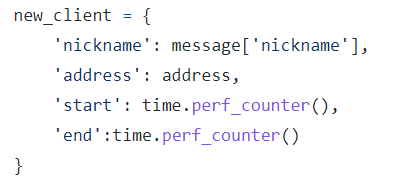 new_client = {
    'nickname': message['nickname'],
    'address': address,
    'start': time.perf_counter(),
    'end':time.perf_counter()
}